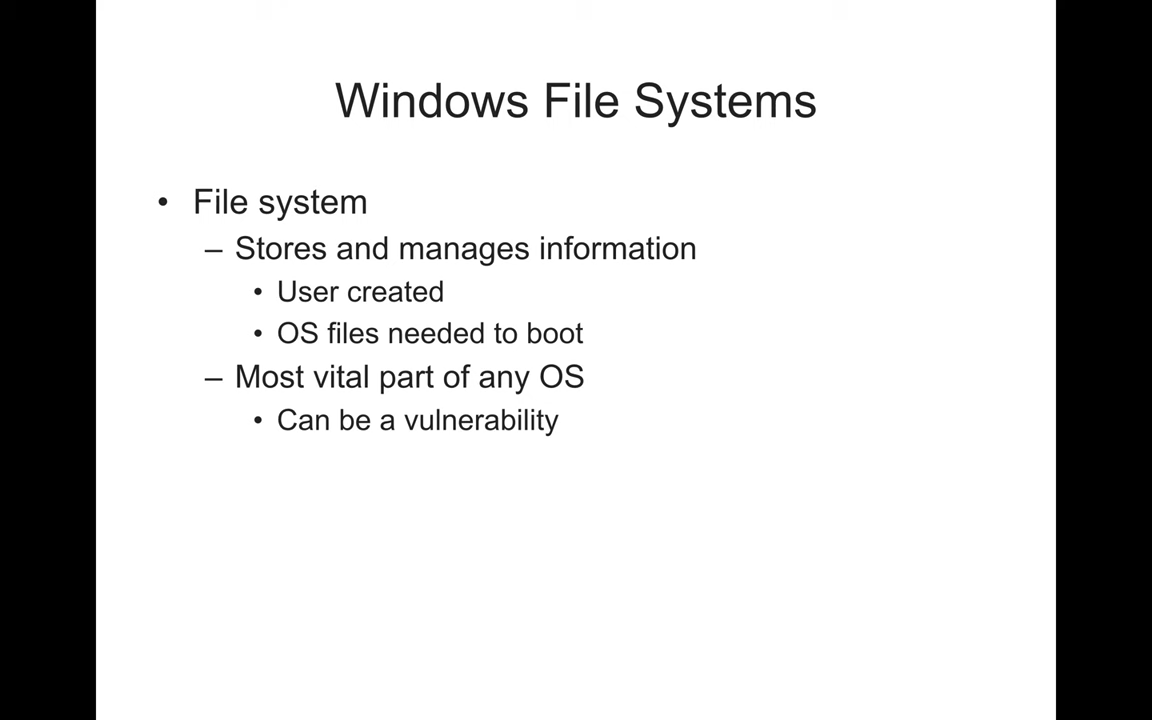 Windows File Systems
• File system
– Stores and manages information
• User created
• OS files needed to boot
– Most vital part of any OS
• Can be a vulnerability